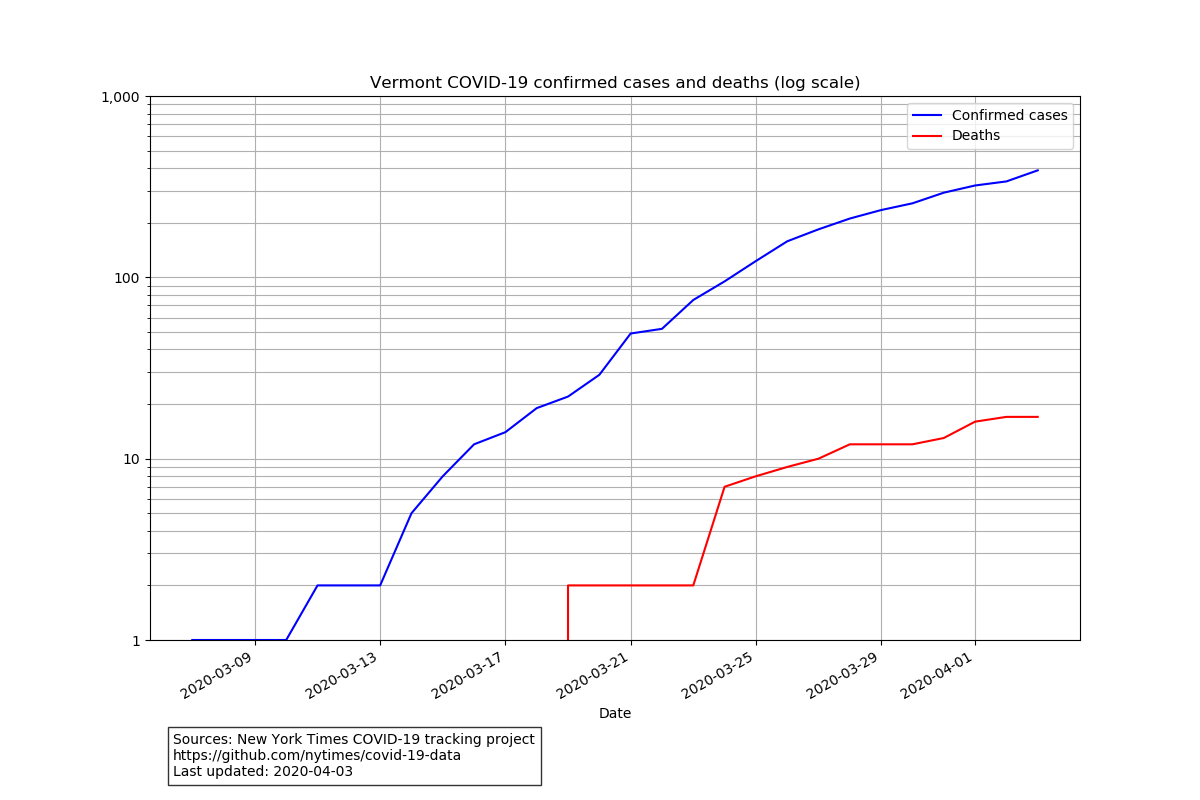 Vermont COVID-19 confirmed cases and deaths (log scale)
1,000
100
10
1
Confirmed cases
Deaths
2020-03-09
2020-03-13
2020-03-17
2020-03-21
2020-03-25
2020-03-29
2020-04-01
Date
Sources: New York Times COVID-19 tracking project
https://github.com/nytimes/covid-19-data
Last updated: 2020-04-03